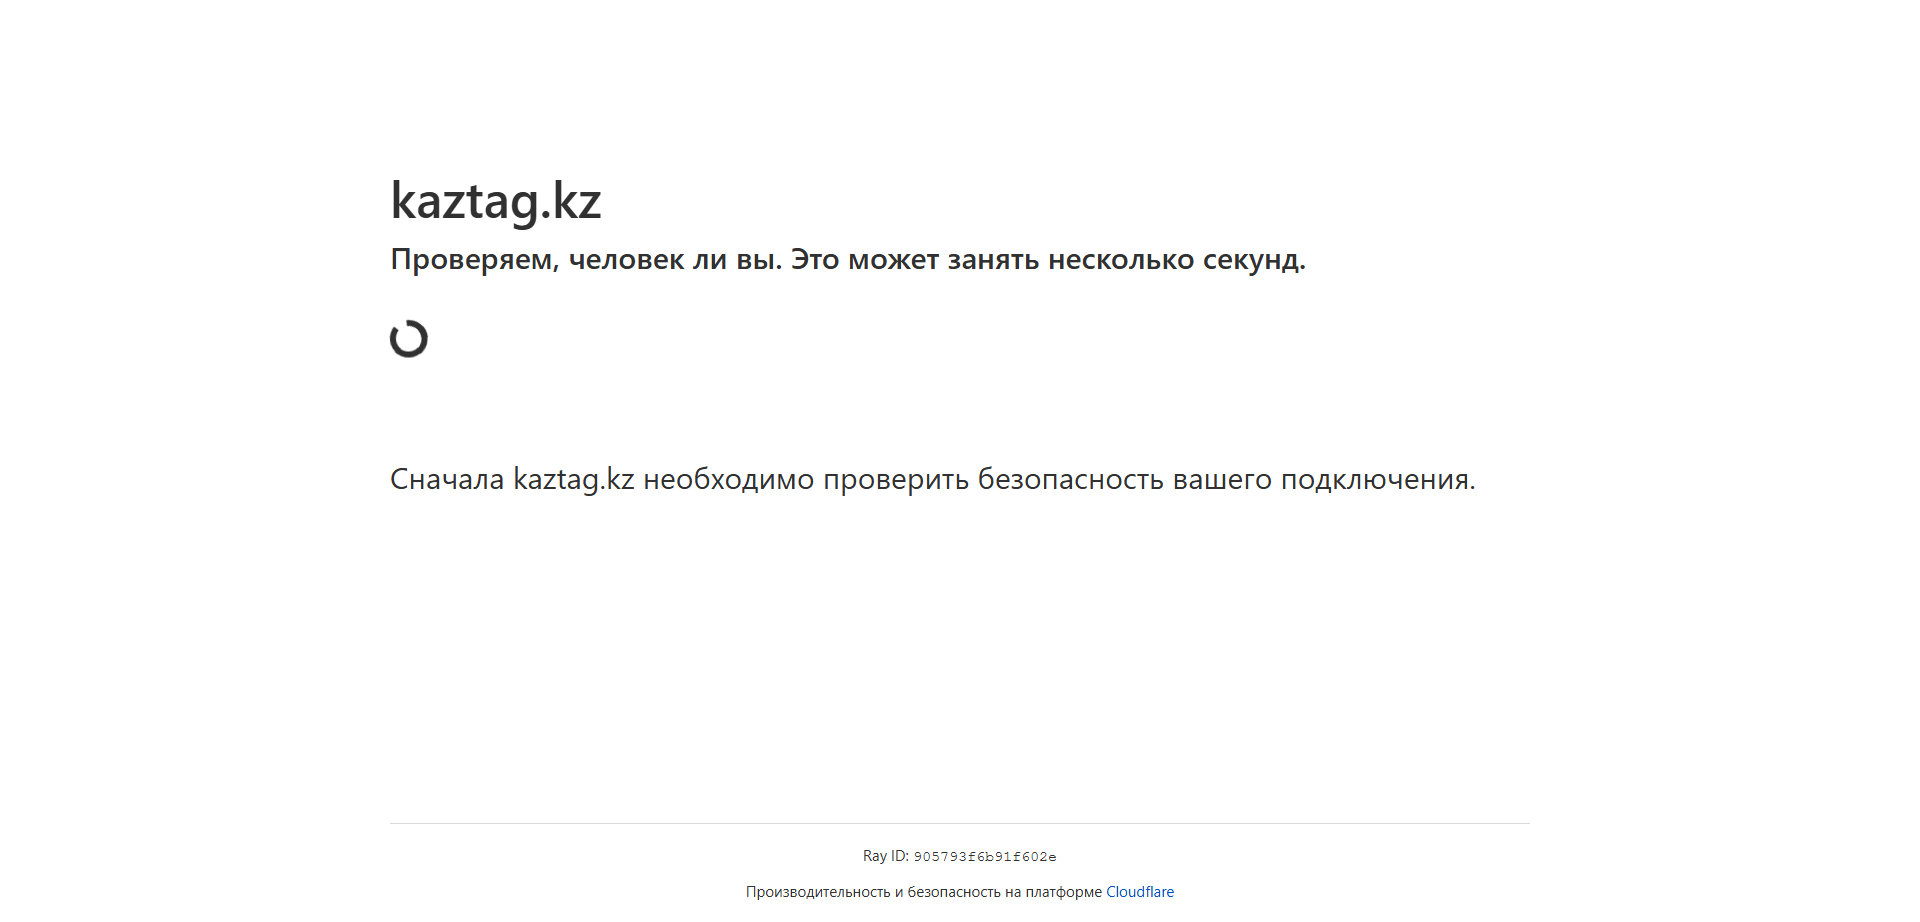 kaztag.kz
Проверяем, человек ли вы. Это может занять несколько секунд.
Сначала kaztag.kz необходимо проверить безопасность вашего подключения.
Ray ID: 905793f6b91f602e
Производительность и безопасность на платформе Cloudflare